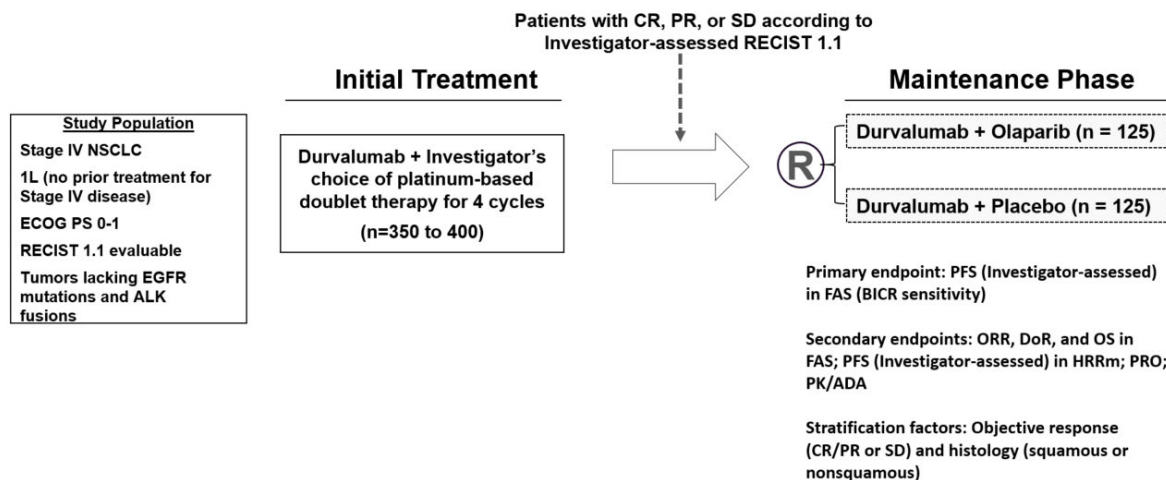 Patients with CR, PR, or SD according to
Investigator-assessed RECIST 1.1
Initial Treatment
Maintenance Phase
Study Population
Stage IV NSCLC
1L (no prior treatment for
Stage IV disease)
ECOG PS 0-1
RECIST 1.1 evaluable
Tumors lacking EGFR
mutations and ALK
fusions
Durvalumab + Investigator's
choice of platinum-based
doublet therapy for 4 cycles
(n=350 to 400)
R
Durvalumab + Olaparib (n = 125)
Durvalumab + Placebo (n = 125)
Primary endpoint: PFS (Investigator-assessed)
in FAS (BICR sensitivity)
Secondary endpoints: ORR, DoR, and OS in
FAS; PFS (Investigator-assessed) in HRRm; PRO;
PK/ADA
Stratification factors: Objective response
(CR/PR or SD) and histology (squamous or
nonsquamous)